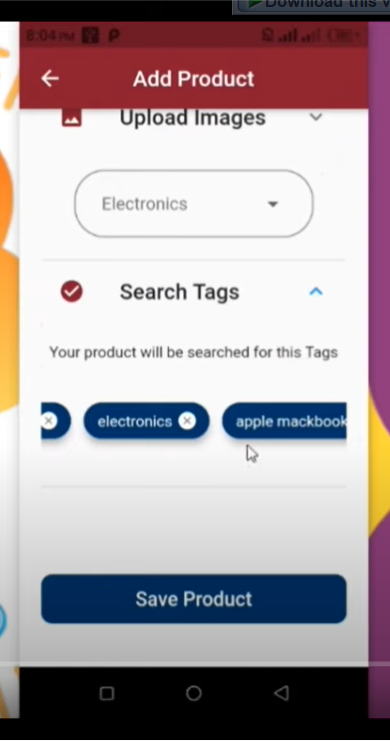 Download this v
8:04 PM
Add Product
Upload Images
Electronics
Search Tags
Your product will be searched for this Tags
electronics
apple mackbook
Save Product